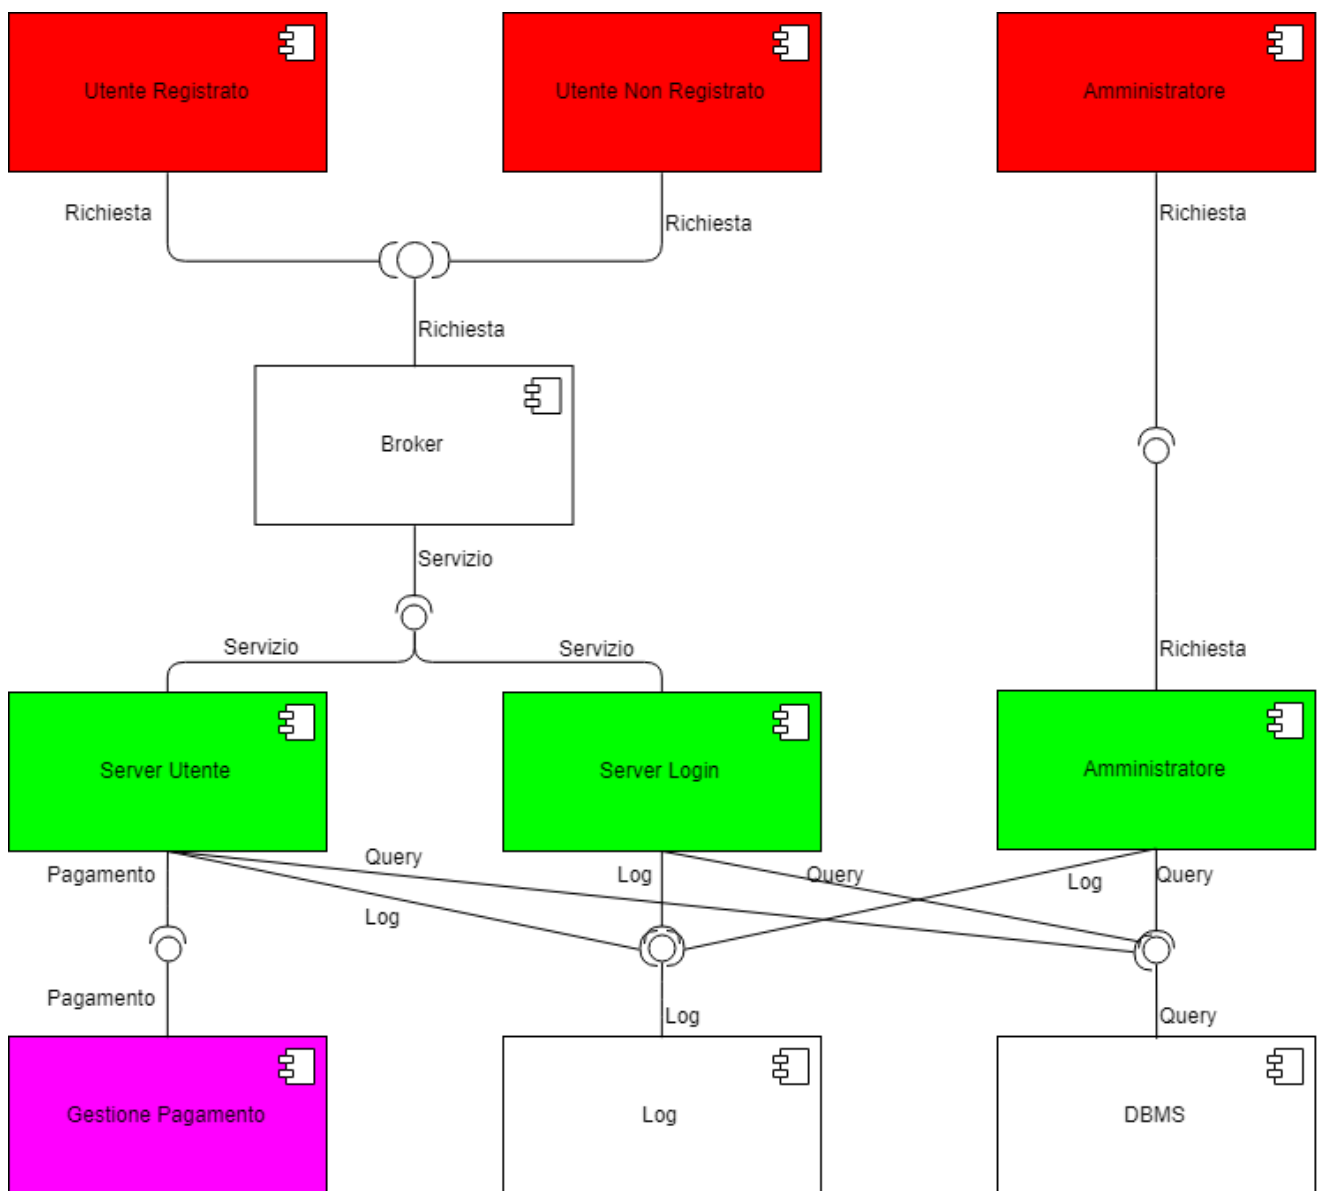 Utente Registrato
Utente Non Registrato
Amministratore
Richiesta
Richiesta
Richiesta
Richiesta
Broker
Servizio
Servizio
Servizio
Richiesta
Server Utente
Server Login
Amministratore
Pagamento
Query
Log
Log
Query
Log
Query
Pagamento
Log
Query
Gestione Pagamento
Log
DBMS